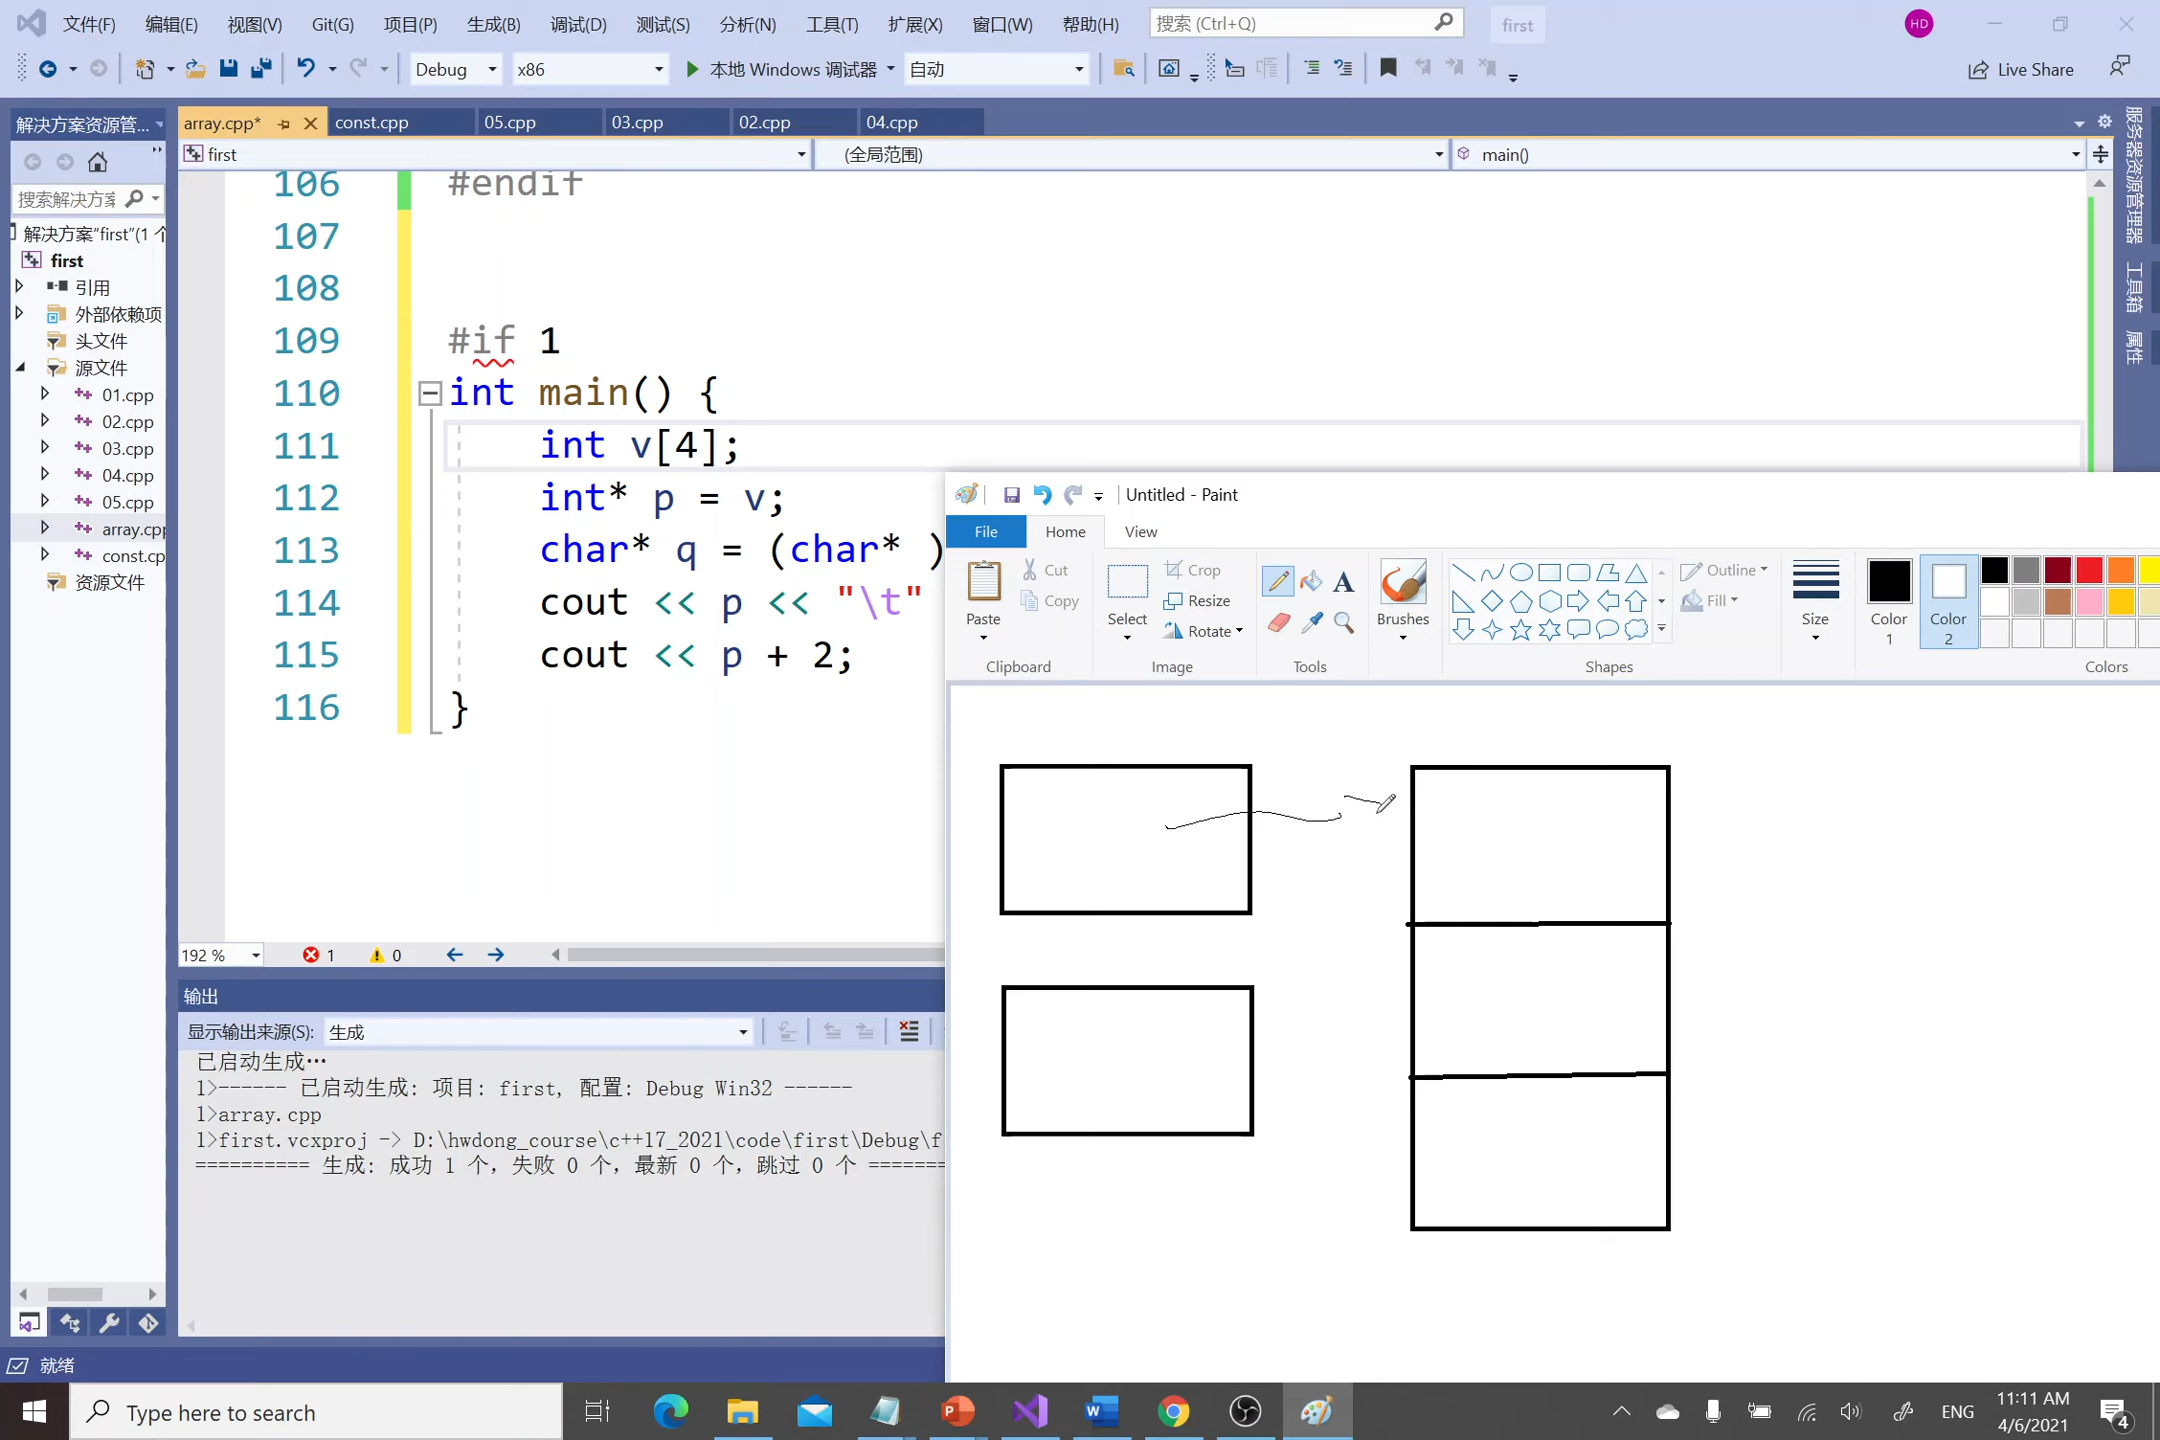 文件(F) 编辑(E) 视图(V) Git(G) 项目(P) 生成(B) 调试(D) 测试(S) 分析(N) 工具(T) 扩展(X) 窗口(W) 帮助(H) 搜索 (Ctrl+Q) first HD
Debug x86 本地 Windows 调试器 自动 Live Share
解决方案资源管... array.cpp* const.cpp 05.cpp 03.cpp 02.cpp 04.cpp
first (全局范围) main()
搜索解决方案
解决方案"first"(1 个
first
引用
外部依赖项
头文件
源文件
01.cpp
02.cpp
03.cpp
04.cpp
05.cpp
array.cpp
const.cp
资源文件
服务器资源管理器
工具箱
属性
106 #endif
107
108
109 #if 1
110 int main() {
111 int v[4];
112 int* p = v;
113 char* q = (char* )
114 cout << p << "\t"
115 cout << p + 2;
116 }
192 % 1 0
输出
显示输出来源(S): 生成
已启动生成…
1>------ 已启动生成: 项目: first, 配置: Debug Win32 ------
1>array.cpp
1>first.vcxproj -> D:\hwdong_course\c++17_2021\code\first\Debug\f
========== 生成: 成功 1 个，失败 0 个，最新 0 个，跳过 0 个 =======
就绪
Untitled - Paint
File Home View
Paste Cut Copy Select Crop Resize Rotate A Brushes Outline Fill Size Color 1 Color 2
Clipboard Image Tools Shapes Colors
Type here to search
ENG 11:11 AM
4/6/2021 4